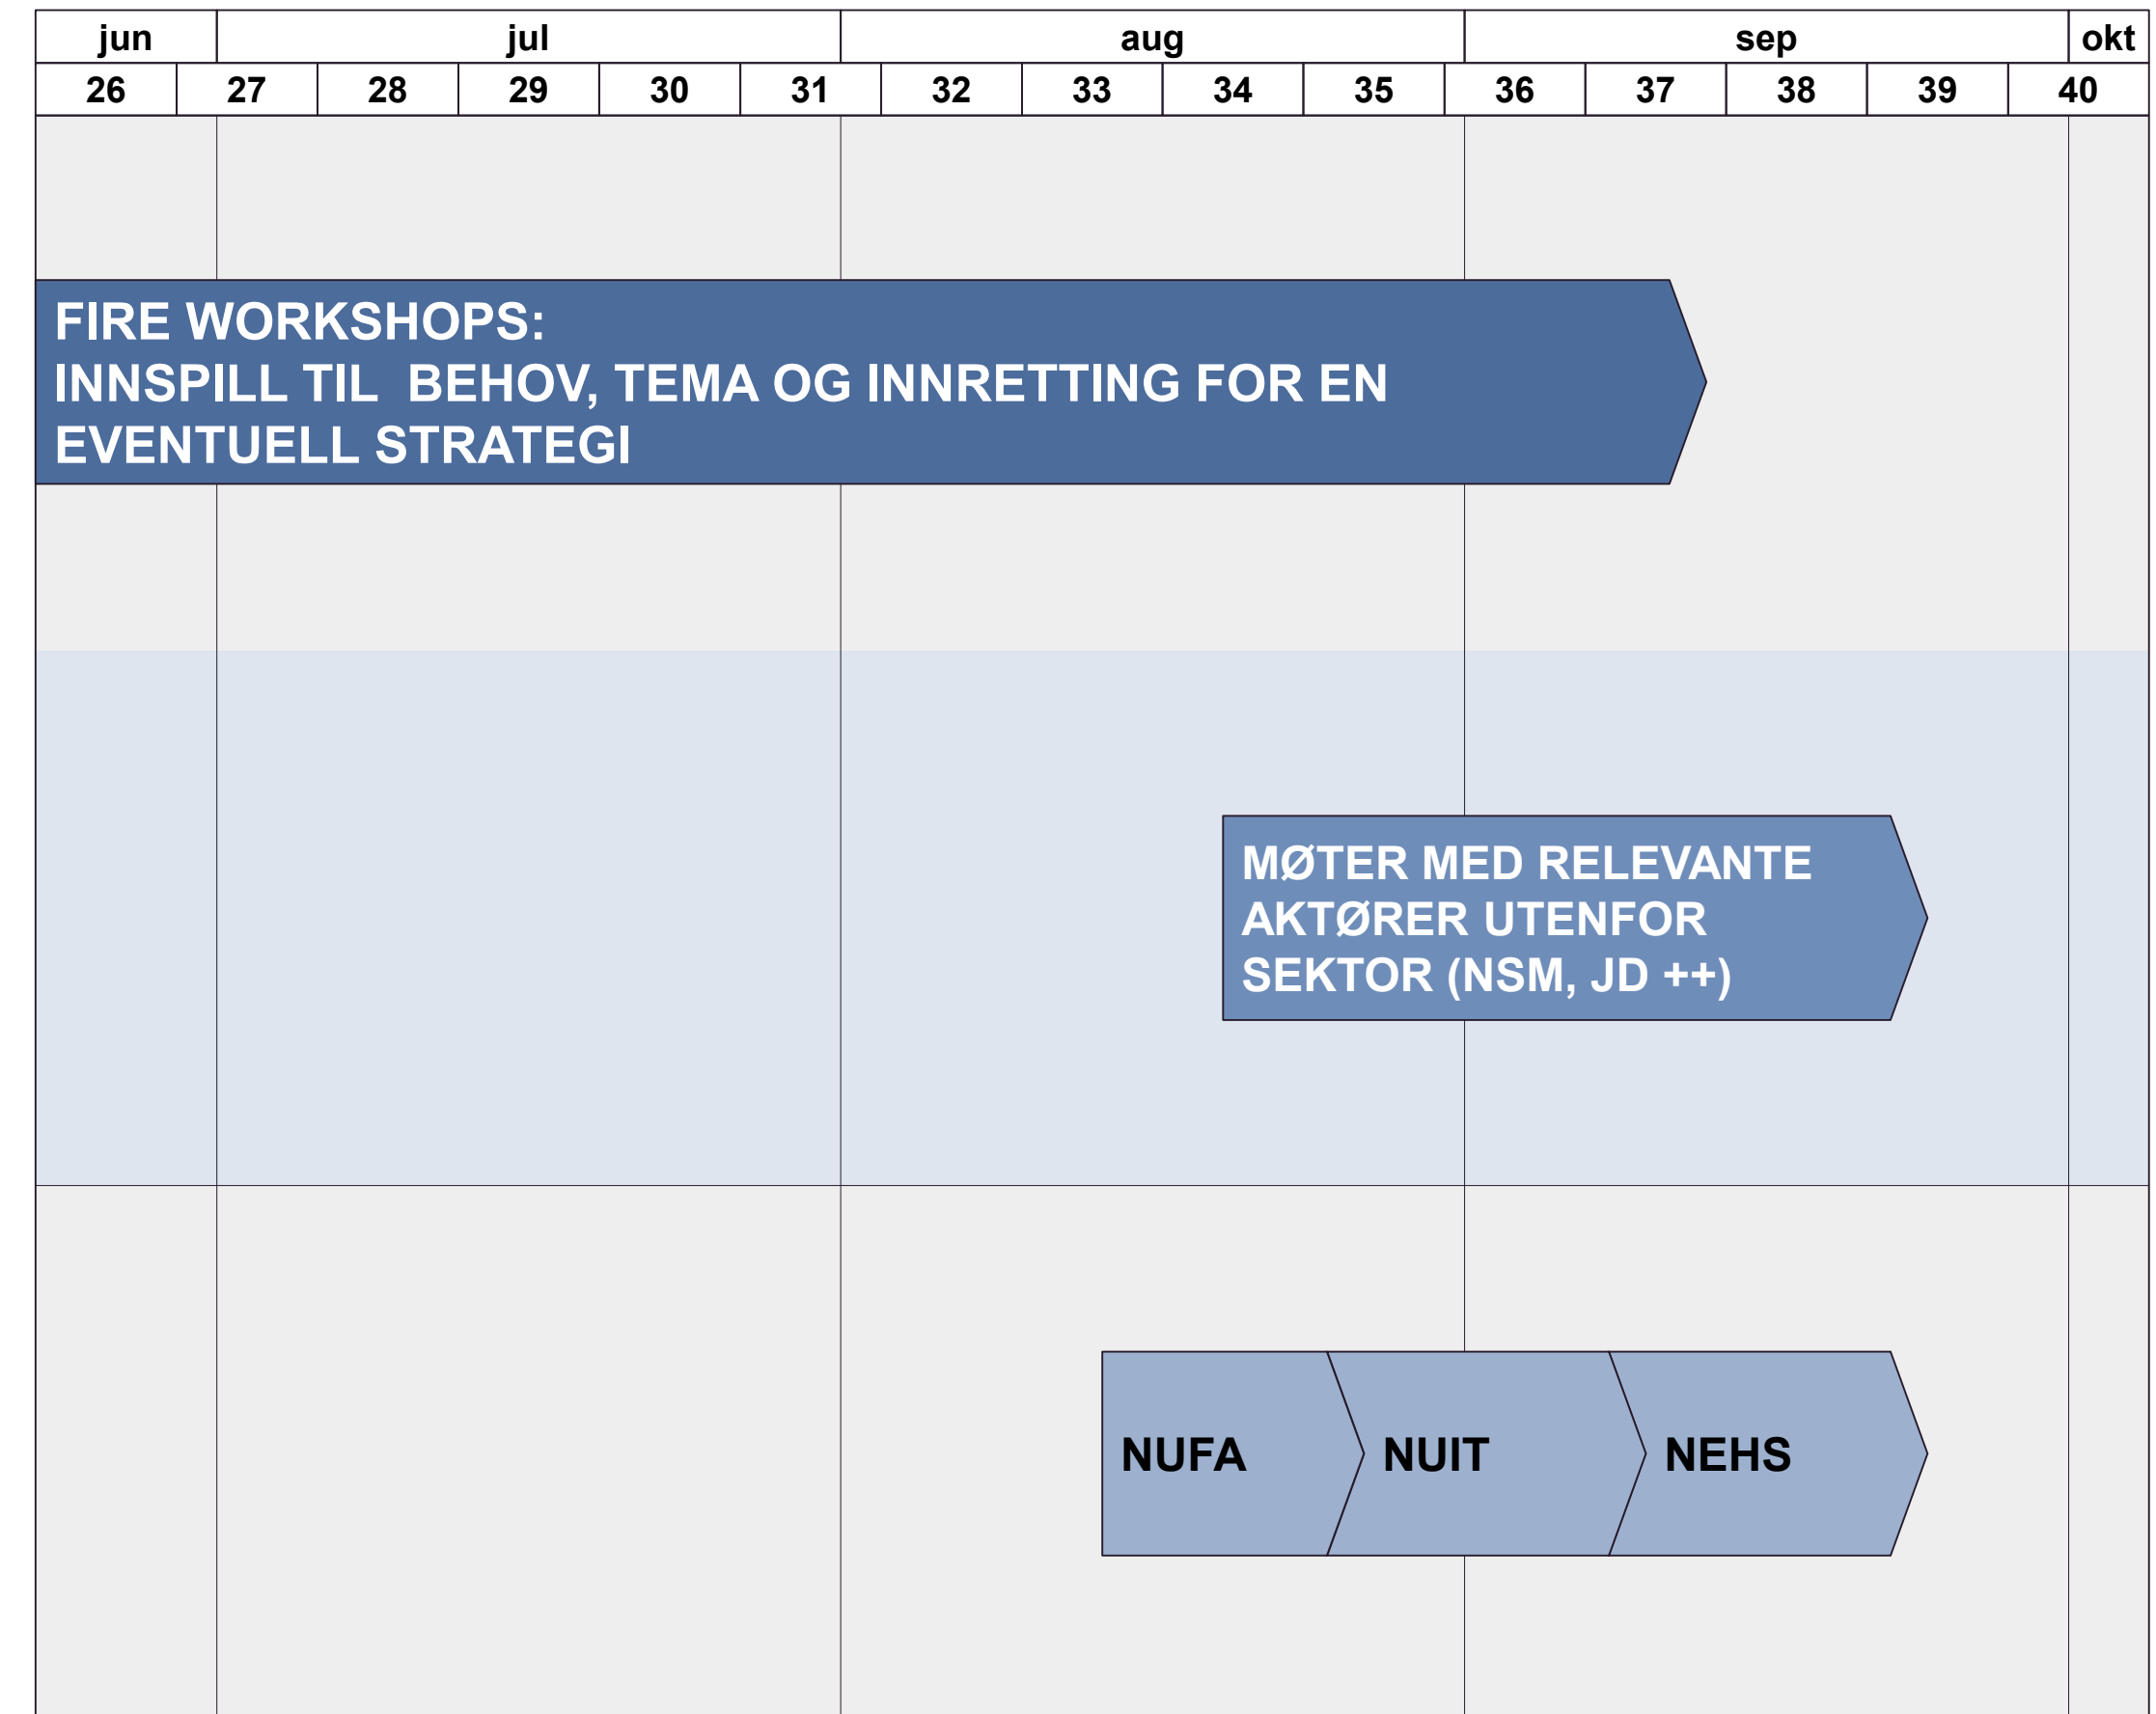 jun jul aug sep okt
26 27 28 29 30 31 32 33 34 35 36 37 38 39 40
FIRE WORKSHOPS:
INNSPILL TIL  BEHOV, TEMA OG INNRETTING FOR EN
EVENTUELL STRATEGI
MØTER MED RELEVANTE
AKTØRER UTENFOR
SEKTOR (NSM, JD ++)
NUFA NUIT NEHS